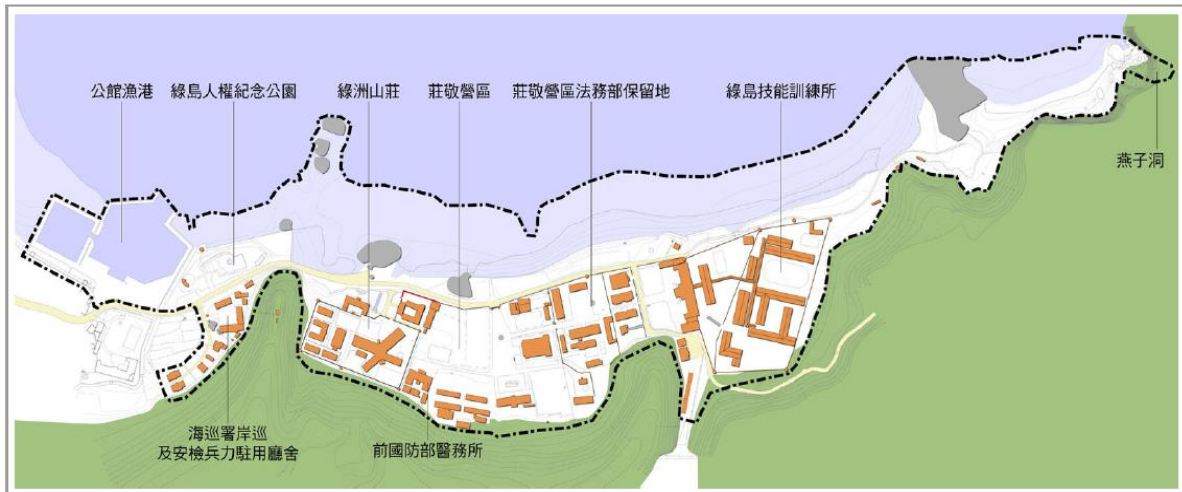 公館漁港
綠島人權紀念公園
綠洲山莊
莊敬營區
莊敬營區法務部保留地
綠島技能訓練所
燕子洞
海巡署岸巡
及安檢兵力駐用廳舍
前國防部醫務所